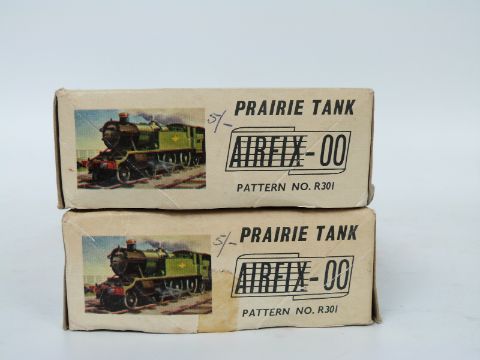 5/-
PRAIRIE TANK
AIRFIX-00
PATTERN NO. R301
5/-
PRAIRIE TANK
AIRFIX-00
PATTERN NO. R301